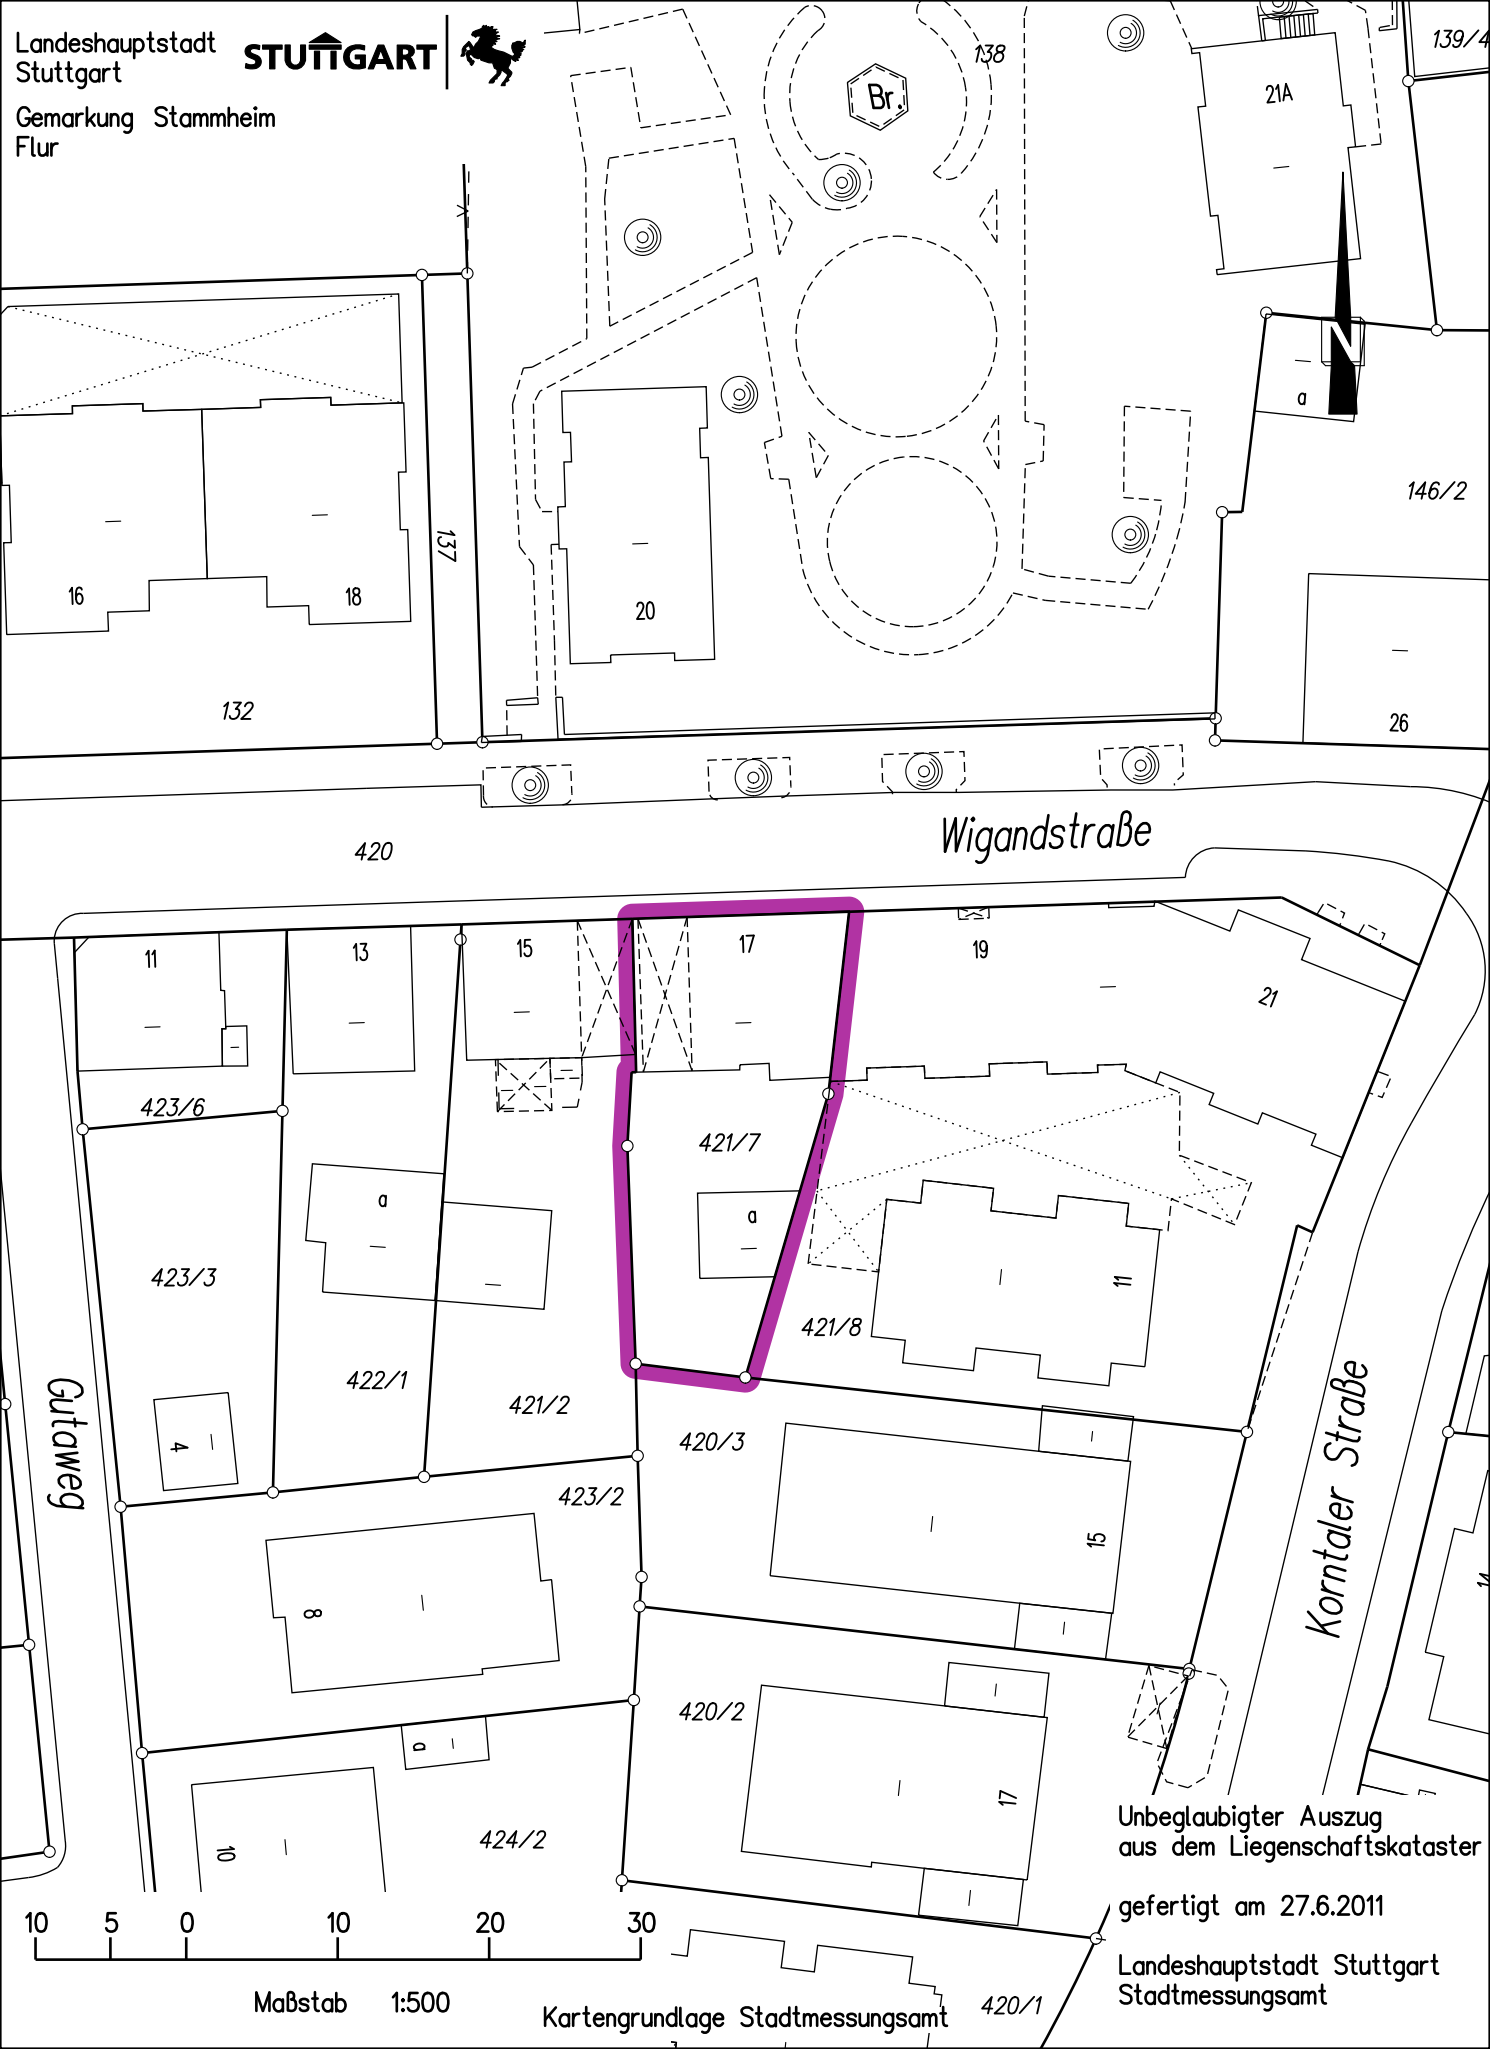 Landeshauptstadt
Stuttgart
STUTTGART
Gemarkung Stammheim
Flur
138
139/4
Br.
21A
N
a
146/2
137
16
18
20
132
26
Wigandstraße
420
11
13
15
17
19
21
423/6
421/7
a
a
423/3
11
421/8
422/1
421/2
Gutaweg
4
420/3
Korntaler Straße
423/2
15
14
8
420/2
a
17
10
424/2
Unbeglaubigter Auszug
aus dem Liegenschaftskataster
gefertigt am 27.6.2011
10 5 0 10 20 30
Landeshauptstadt Stuttgart
Stadtmessungsamt
Maßstab 1:500
Kartengrundlage Stadtmessungsamt
420/1